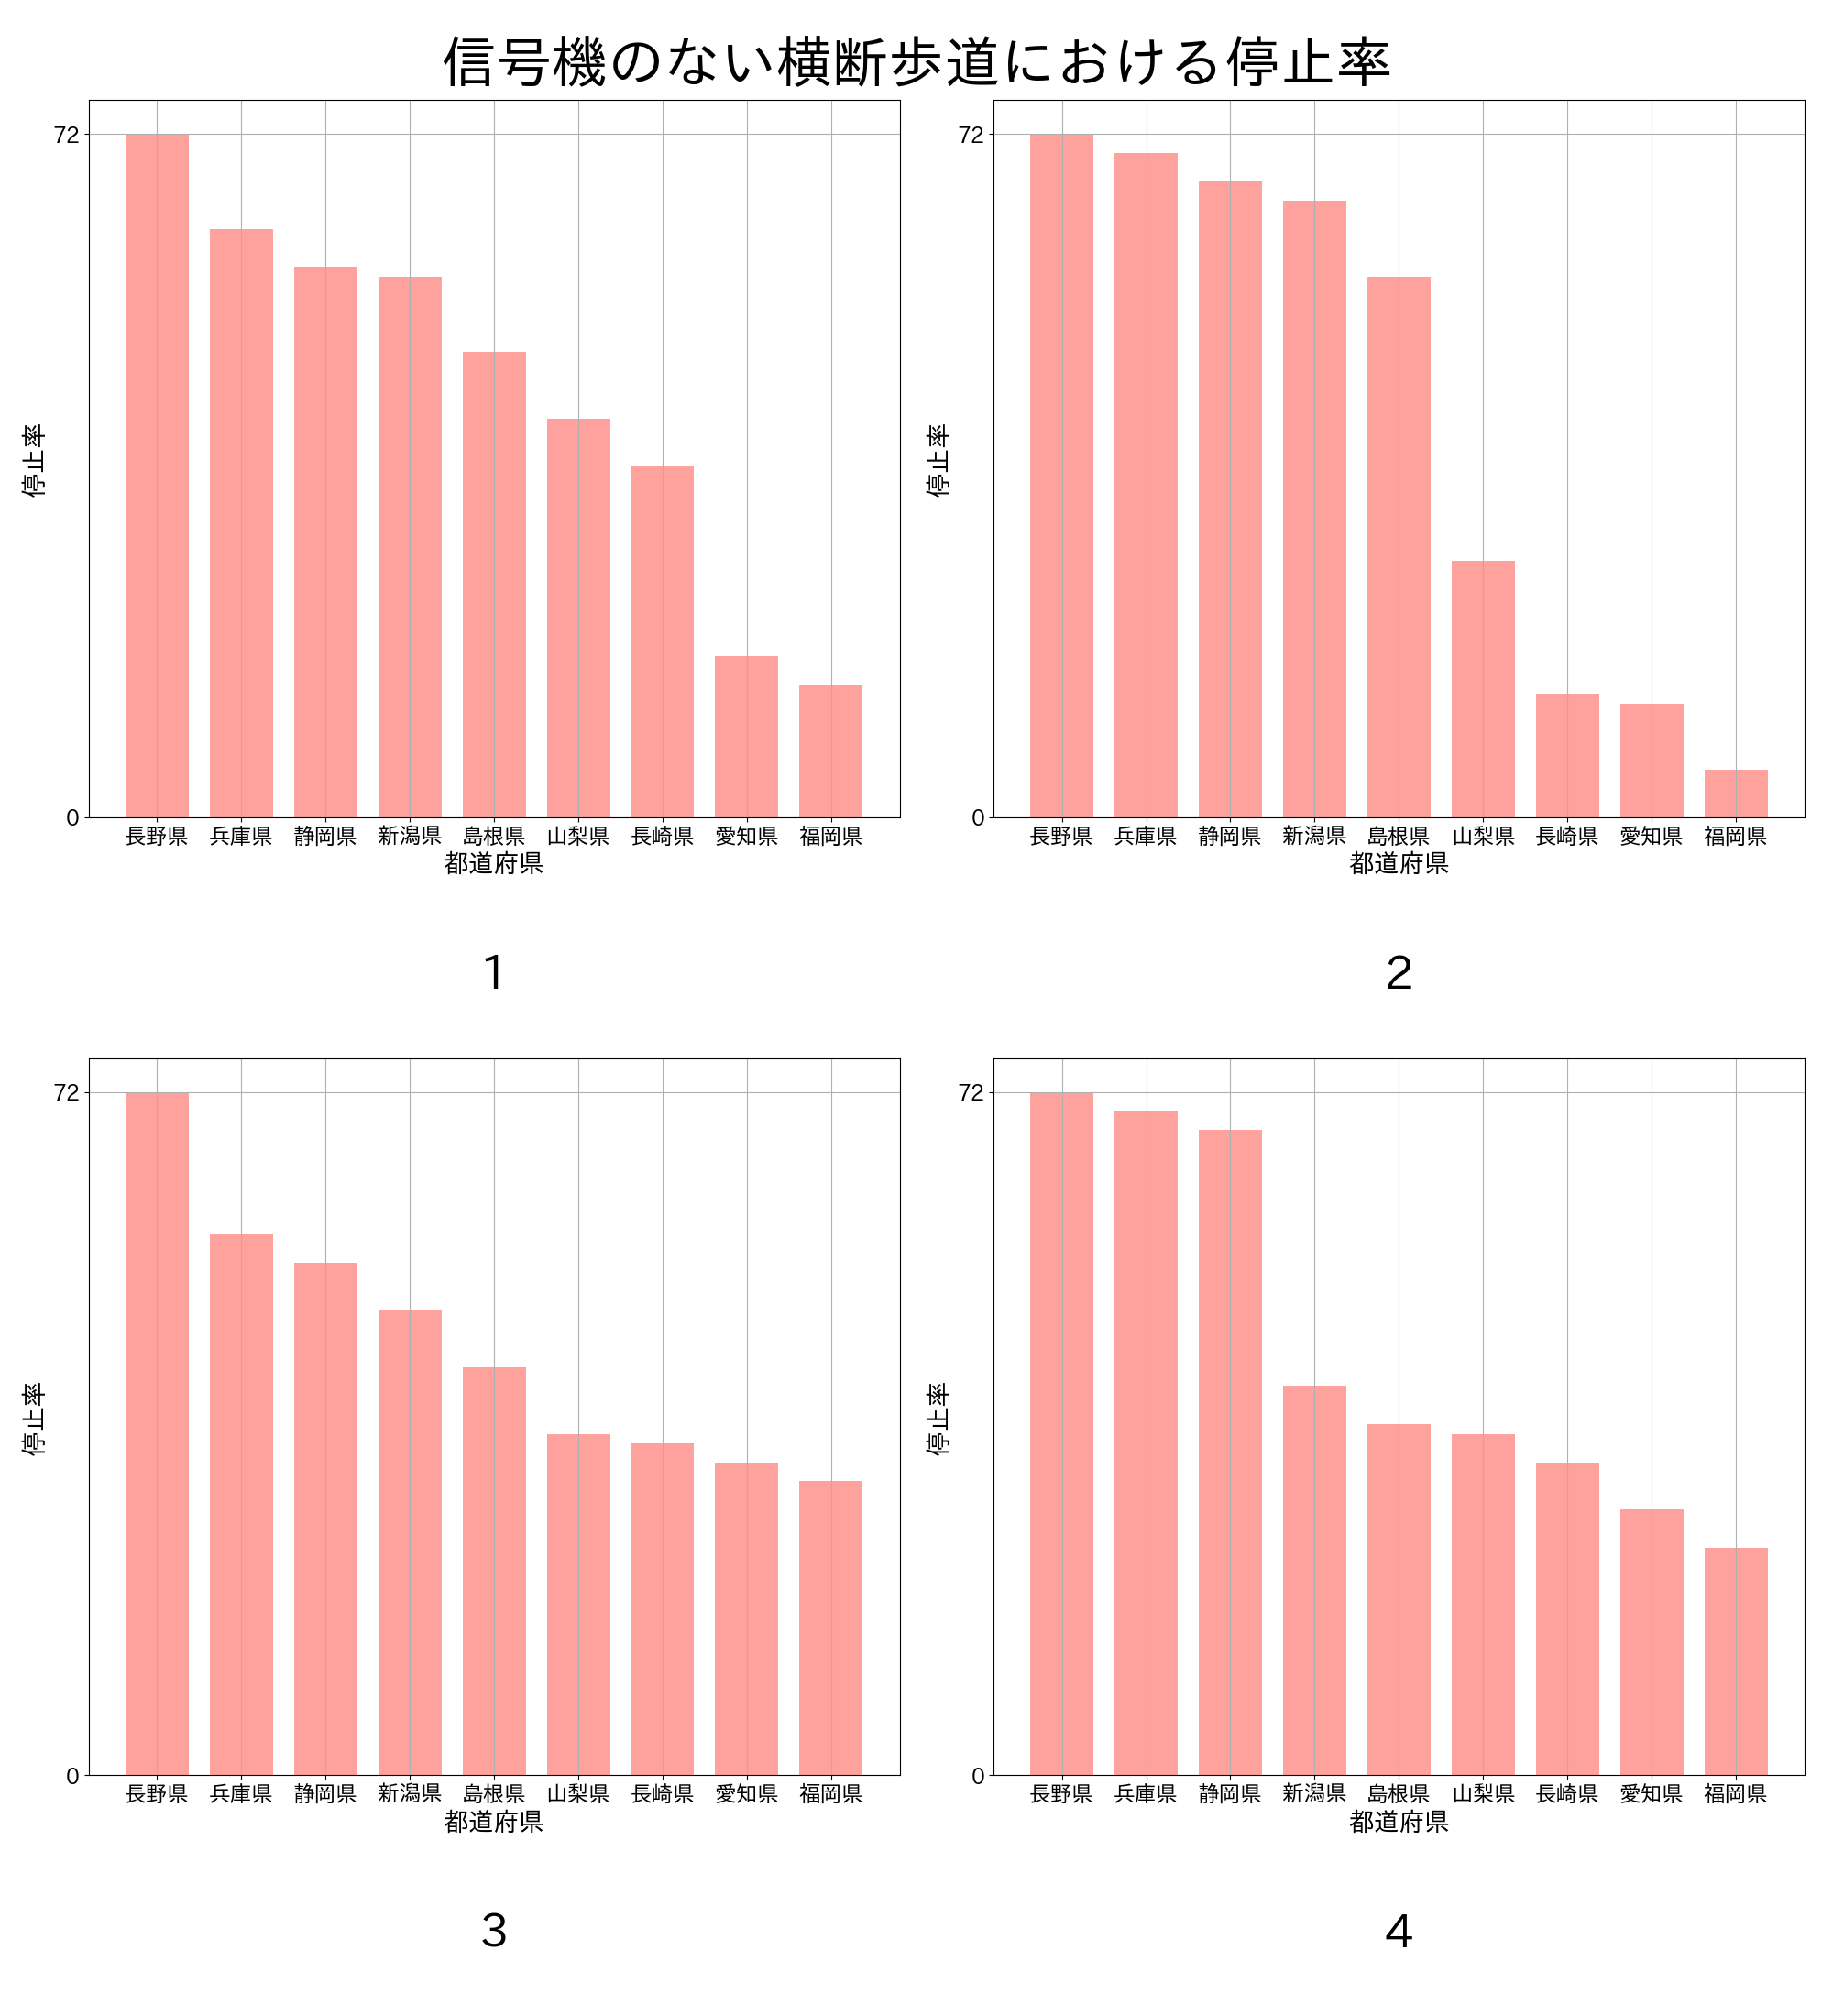 信号機のない横断歩道における停止率
72
0
停止率
長野県 兵庫県 静岡県 新潟県 島根県 山梨県 長崎県 愛知県 福岡県
都道府県
1
72
0
停止率
長野県 兵庫県 静岡県 新潟県 島根県 山梨県 長崎県 愛知県 福岡県
都道府県
2
72
0
停止率
長野県 兵庫県 静岡県 新潟県 島根県 山梨県 長崎県 愛知県 福岡県
都道府県
3
72
0
停止率
長野県 兵庫県 静岡県 新潟県 島根県 山梨県 長崎県 愛知県 福岡県
都道府県
4